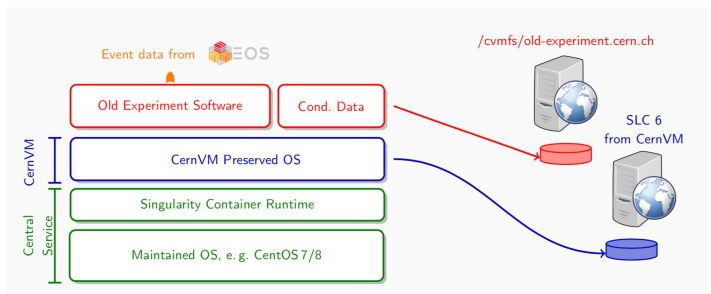 /cvmfs/old-experiment.cern.ch
Event data from EOS
Old Experiment Software
Cond. Data
SLC 6
from CernVM
CernVM
CernVM Preserved OS
Central
Service
Singularity Container Runtime
Maintained OS, e. g. CentOS 7/8